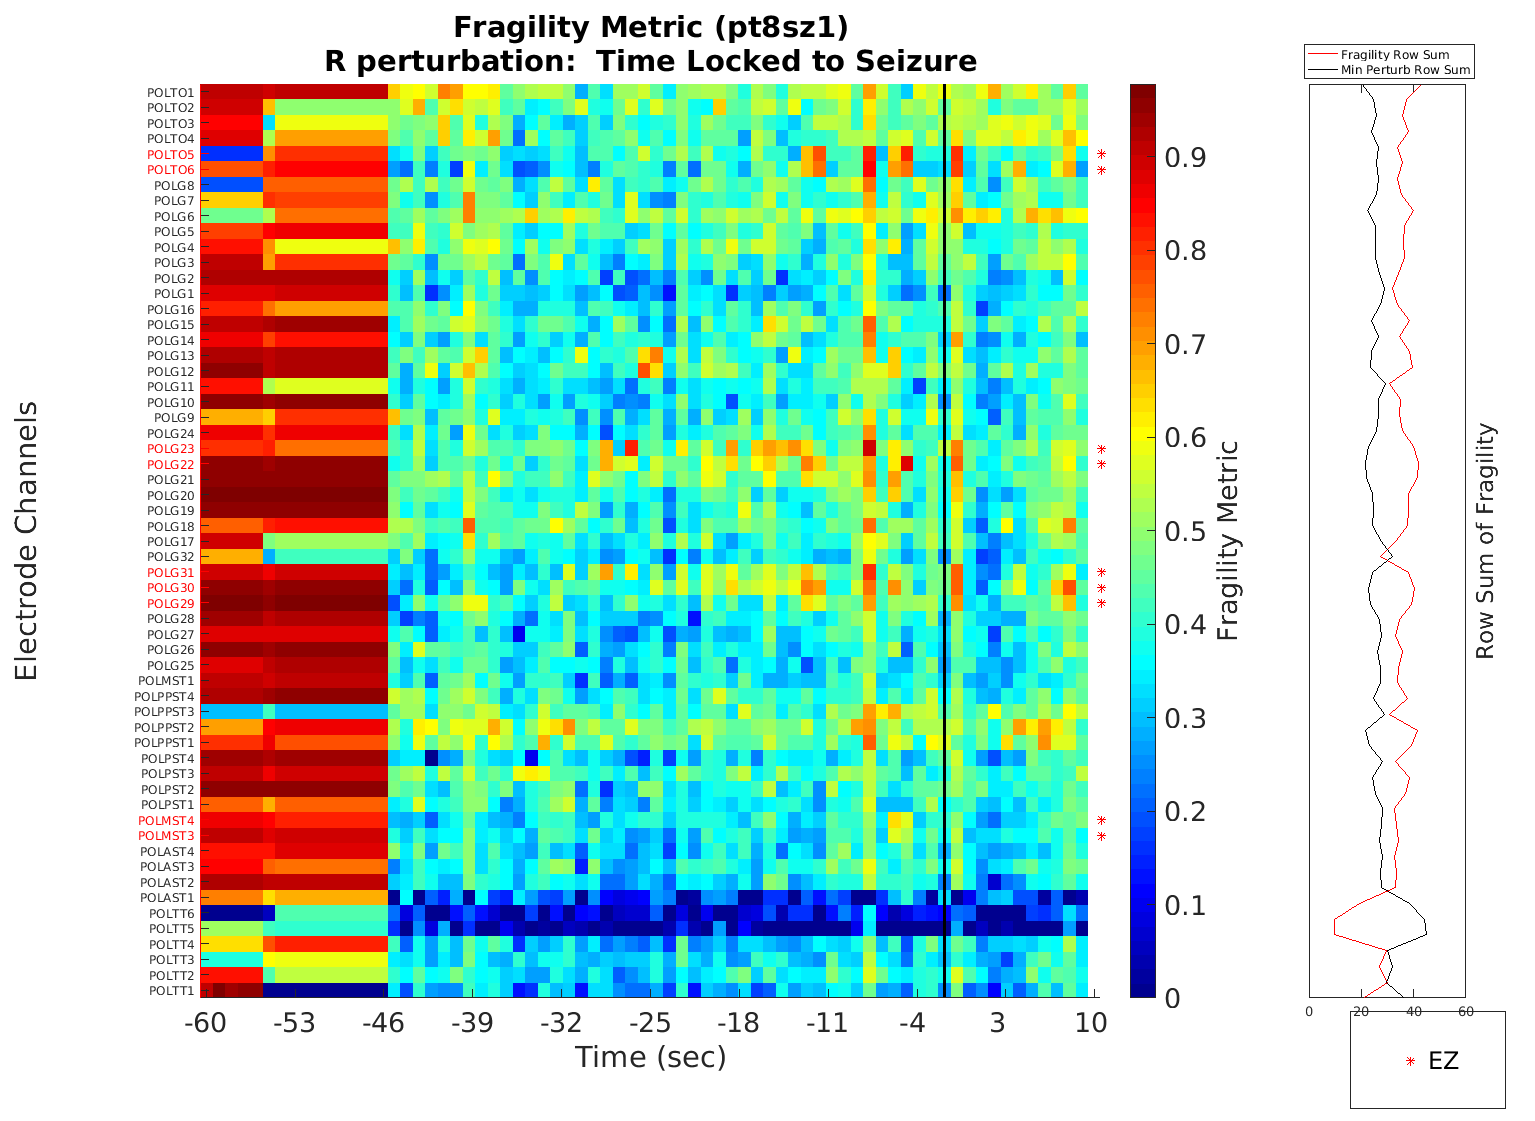 Fragility Metric (pt8sz1)
R perturbation:  Time Locked to Seizure
Electrode Channels
POLTO1
POLTO2
POLTO3
POLTO4
POLTO5
POLTO6
POLG8
POLG7
POLG6
POLG5
POLG4
POLG3
POLG2
POLG1
POLG16
POLG15
POLG14
POLG13
POLG12
POLG11
POLG10
POLG9
POLG24
POLG23
POLG22
POLG21
POLG20
POLG19
POLG18
POLG17
POLG32
POLG31
POLG30
POLG29
POLG28
POLG27
POLG26
POLG25
POLMST1
POLPPST4
POLPPST3
POLPPST2
POLPPST1
POLPST4
POLPST3
POLPST2
POLPST1
POLMST4
POLMST3
POLAST4
POLAST3
POLAST2
POLAST1
POLTT6
POLTT5
POLTT4
POLTT3
POLTT2
POLTT1
-60 -53 -46 -39 -32 -25 -18 -11 -4 3 10
Time (sec)
0.9
0.8
0.7
0.6
0.5
0.4
0.3
0.2
0.1
0
Fragility Metric
Fragility Row Sum
Min Perturb Row Sum
0 20 40 60
Row Sum of Fragility
EZ